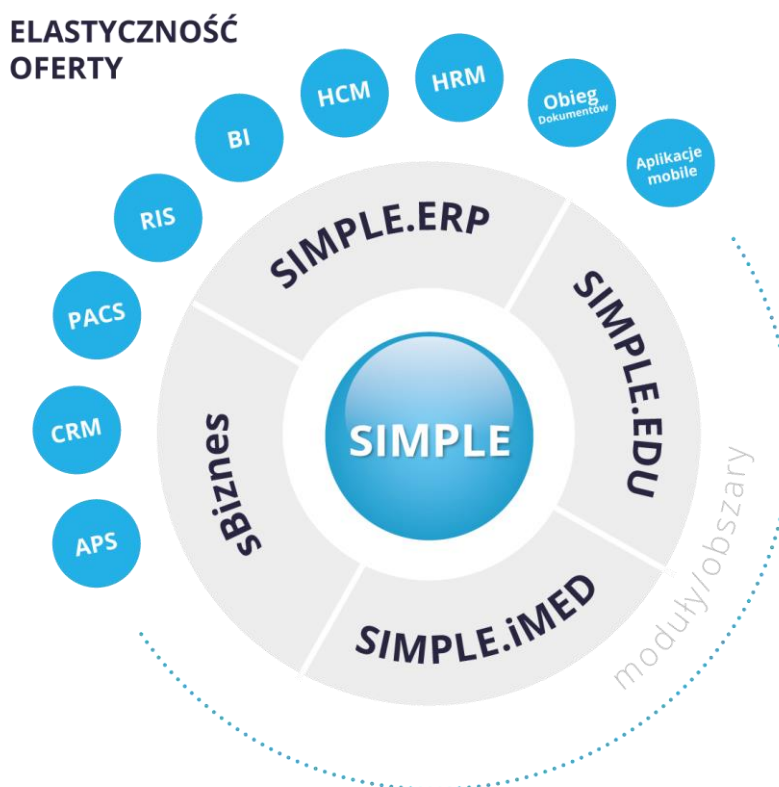 ELASTYCZNOŚĆ
OFERTY
APS
CRM
PACS
RIS
BI
HCM
HRM
Obieg
Dokumentów
Aplikacje
mobile
SIMPLE.ERP
SIMPLE.EDU
SIMPLE.iMED
sBiznes
SIMPLE
moduły/obszary